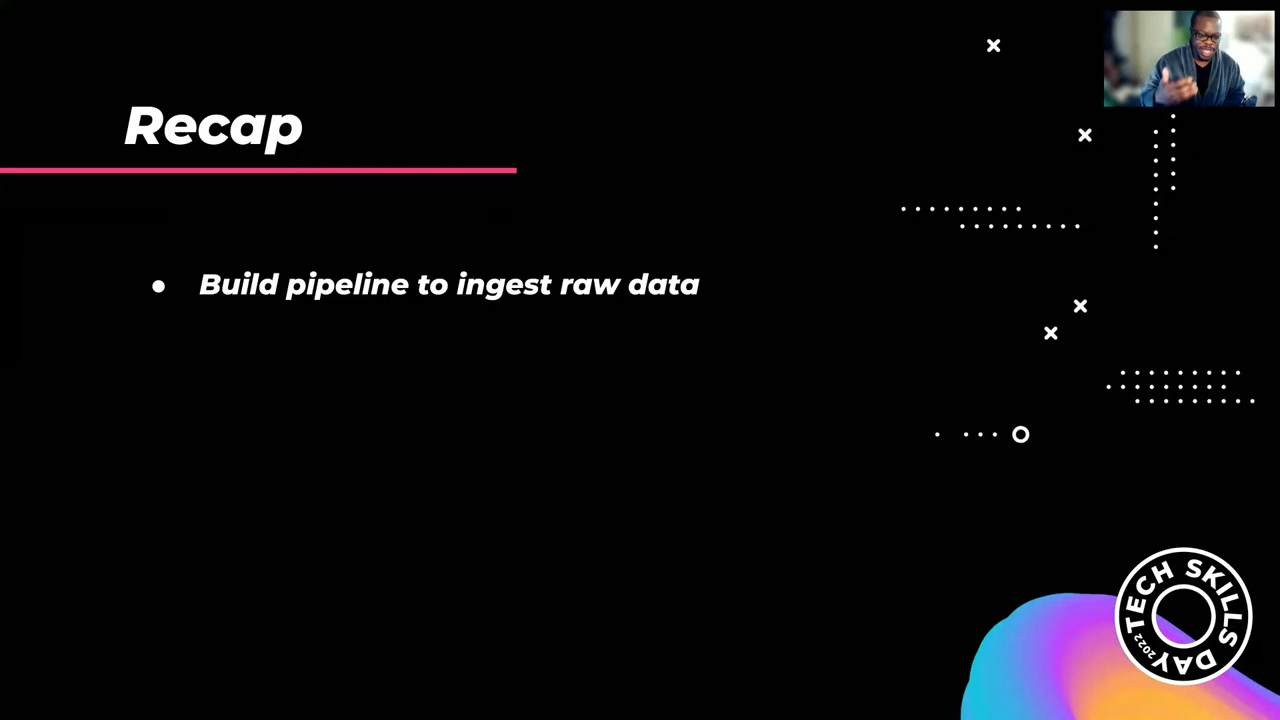 Recap
● Build pipeline to ingest raw data
TECH SKILLS DAY 2022